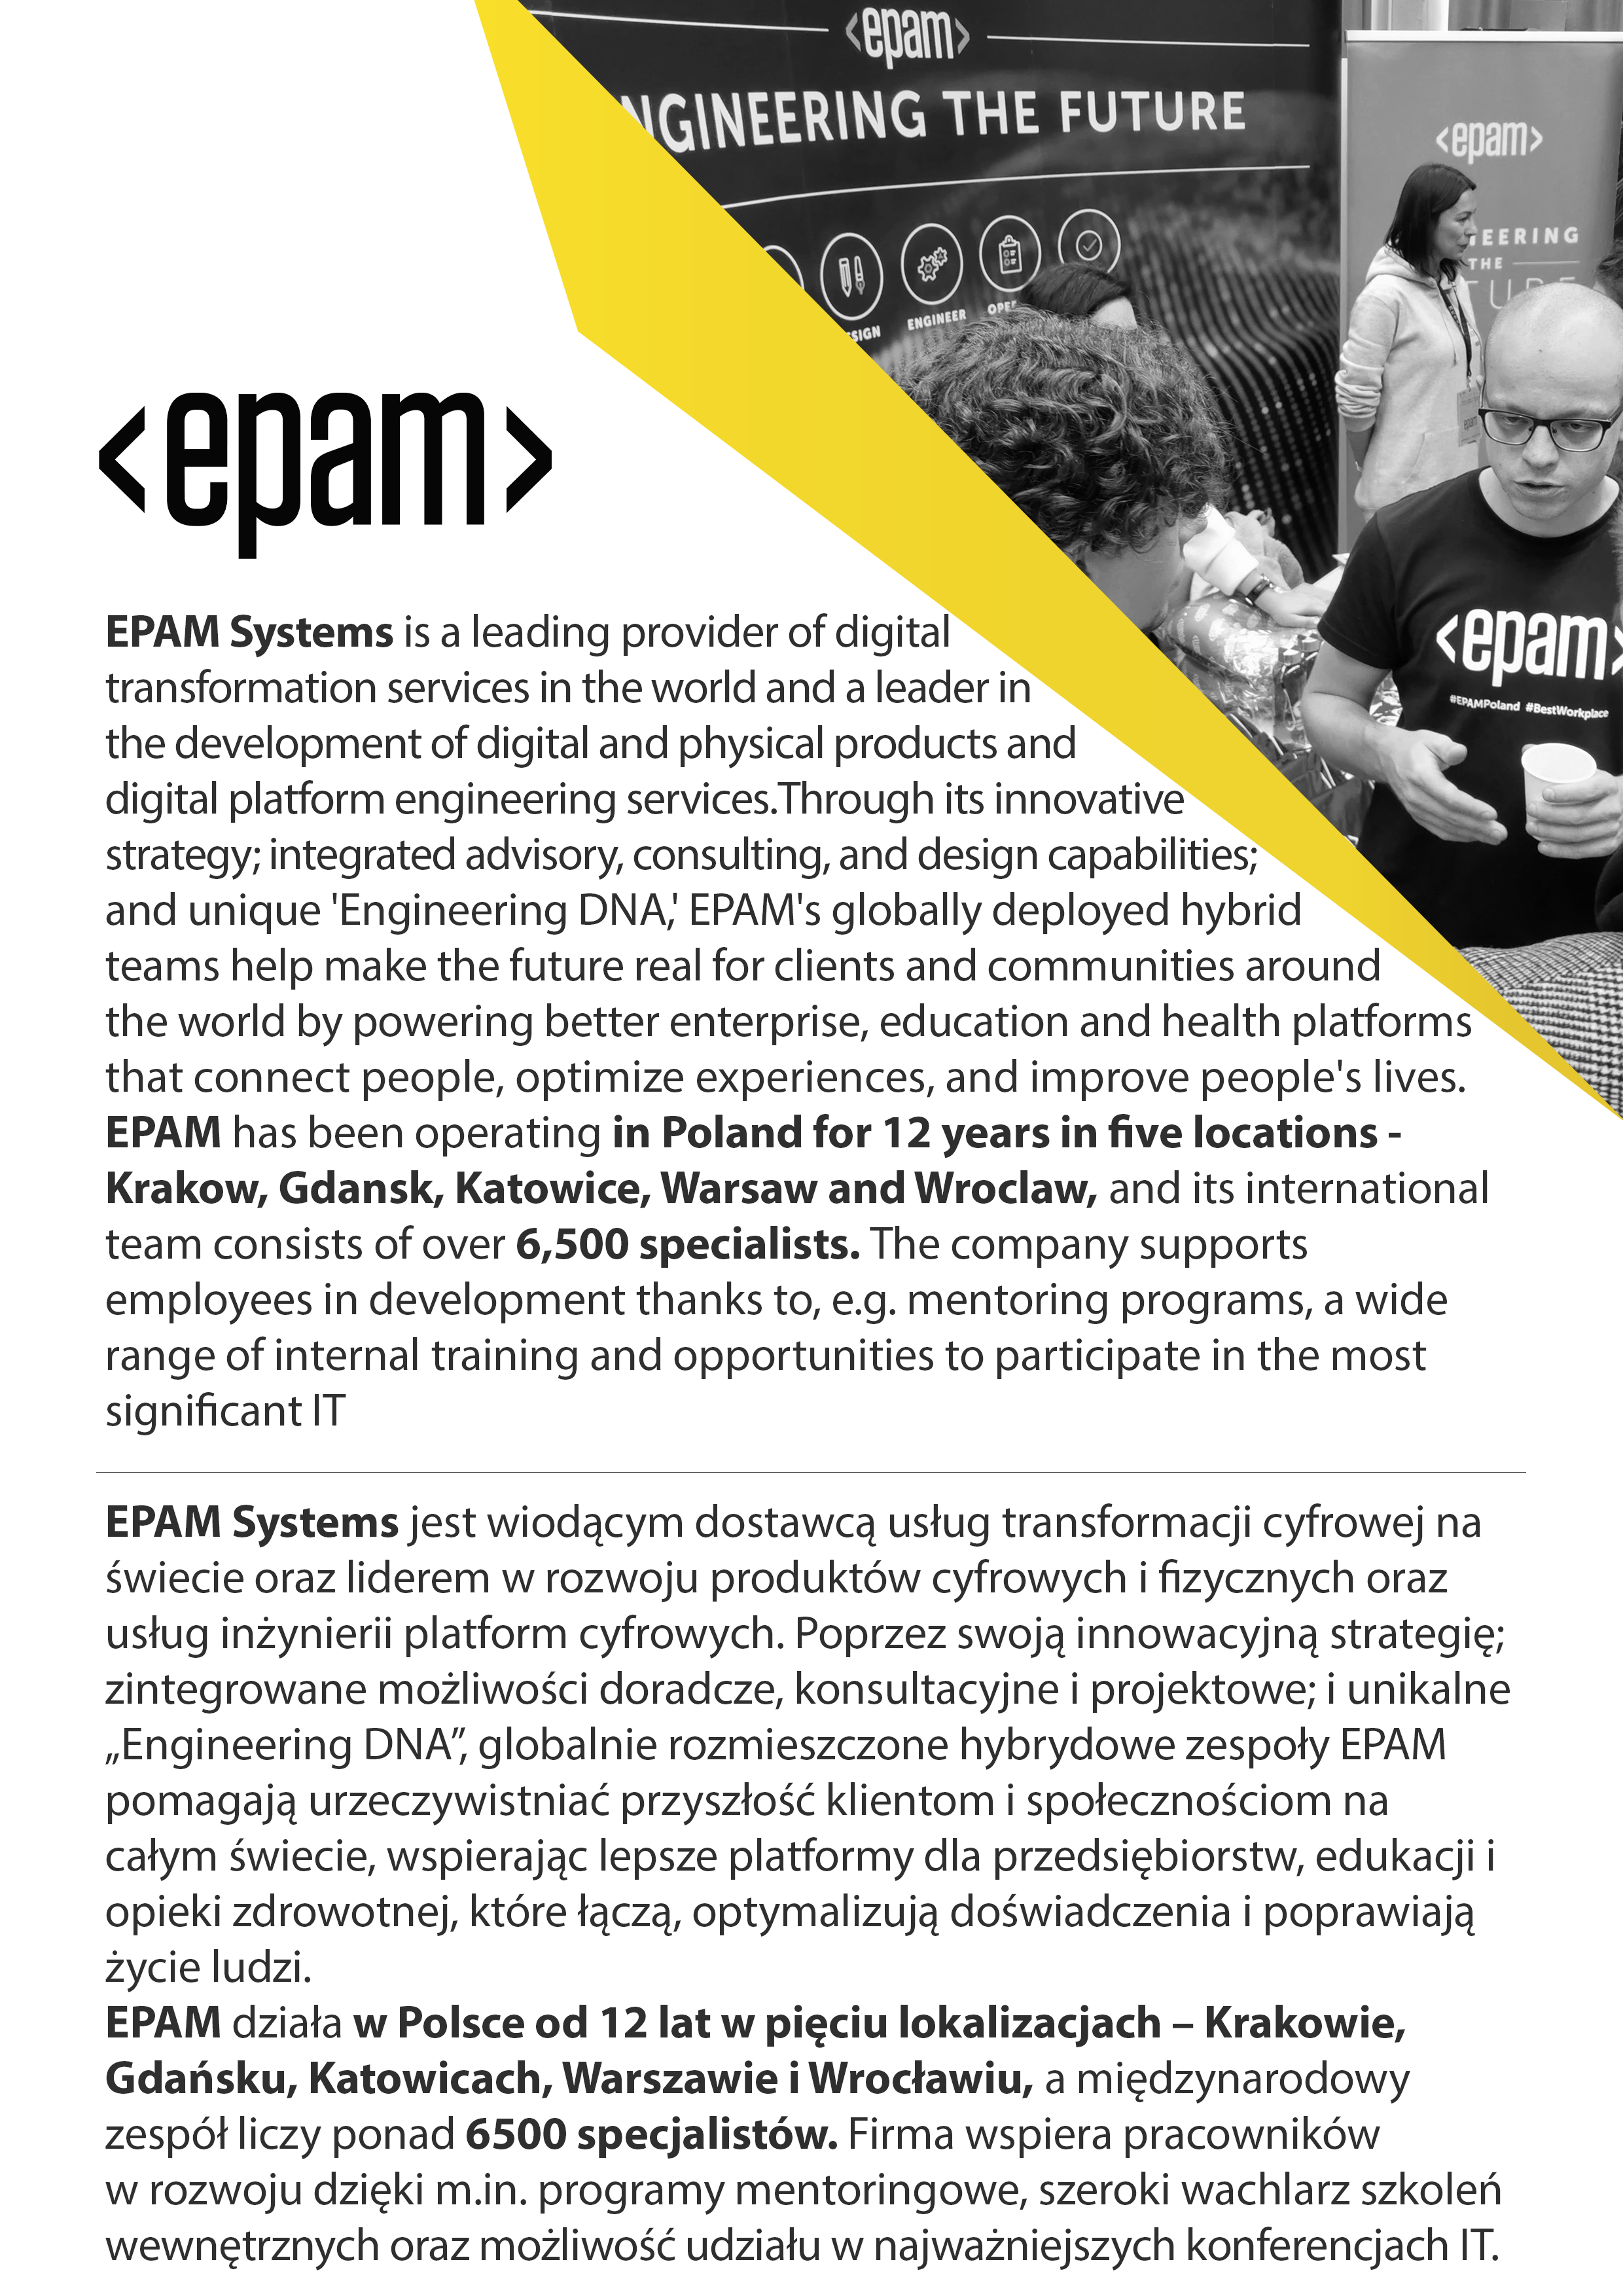 <epam>
NGINEERING THE FUTURE
ENGINEER
<epam>
NEERING
THE
<epam>
#EPAMPoland #BestWorkplace
<epam>
EPAM Systems is a leading provider of digital
transformation services in the world and a leader in
the development of digital and physical products and
digital platform engineering services.Through its innovative
strategy; integrated advisory, consulting, and design capabilities;
and unique 'Engineering DNA,' EPAM's globally deployed hybrid
teams help make the future real for clients and communities around
the world by powering better enterprise, education and health platforms
that connect people, optimize experiences, and improve people's lives.
EPAM has been operating in Poland for 12 years in five locations -
Krakow, Gdansk, Katowice, Warsaw and Wroclaw, and its international
team consists of over 6,500 specialists. The company supports
employees in development thanks to, e.g. mentoring programs, a wide
range of internal training and opportunities to participate in the most
significant IT
EPAM Systems jest wiodącym dostawcą usług transformacji cyfrowej na
świecie oraz liderem w rozwoju produktów cyfrowych i fizycznych oraz
usług inżynierii platform cyfrowych. Poprzez swoją innowacyjną strategię;
zintegrowane możliwości doradcze, konsultacyjne i projektowe; i unikalne
„Engineering DNA”, globalnie rozmieszczone hybrydowe zespoły EPAM
pomagają urzeczywistniać przyszłość klientom i społecznościom na
całym świecie, wspierając lepsze platformy dla przedsiębiorstw, edukacji i
opieki zdrowotnej, które łączą, optymalizują doświadczenia i poprawiają
życie ludzi.
EPAM działa w Polsce od 12 lat w pięciu lokalizacjach – Krakowie,
Gdańsku, Katowicach, Warszawie i Wrocławiu, a międzynarodowy
zespół liczy ponad 6500 specjalistów. Firma wspiera pracowników
w rozwoju dzięki m.in. programy mentoringowe, szeroki wachlarz szkoleń
wewnętrznych oraz możliwość udziału w najważniejszych konferencjach IT.